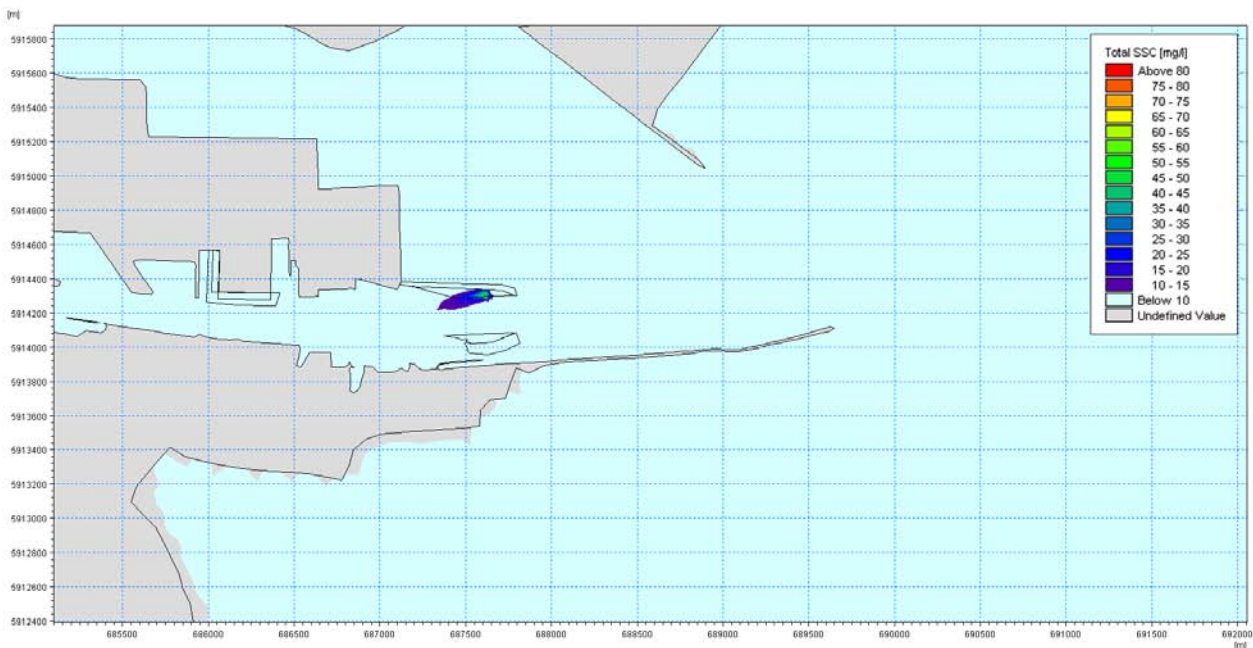 [m]
5915800
5915600
5915400
5915200
5915000
5914800
5914600
5914400
5914200
5914000
5913800
5913600
5913400
5913200
5913000
5912800
5912600
5912400
Total SSC [mg/l]
Above 80
75 - 80
70 - 75
65 - 70
60 - 65
55 - 60
50 - 55
45 - 50
40 - 45
35 - 40
30 - 35
25 - 30
20 - 25
15 - 20
10 - 15
Below 10
Undefined Value
685500 686000 686500 687000 687500 688000 688500 689000 689500 690000 690500 691000 691500 692000
[m]